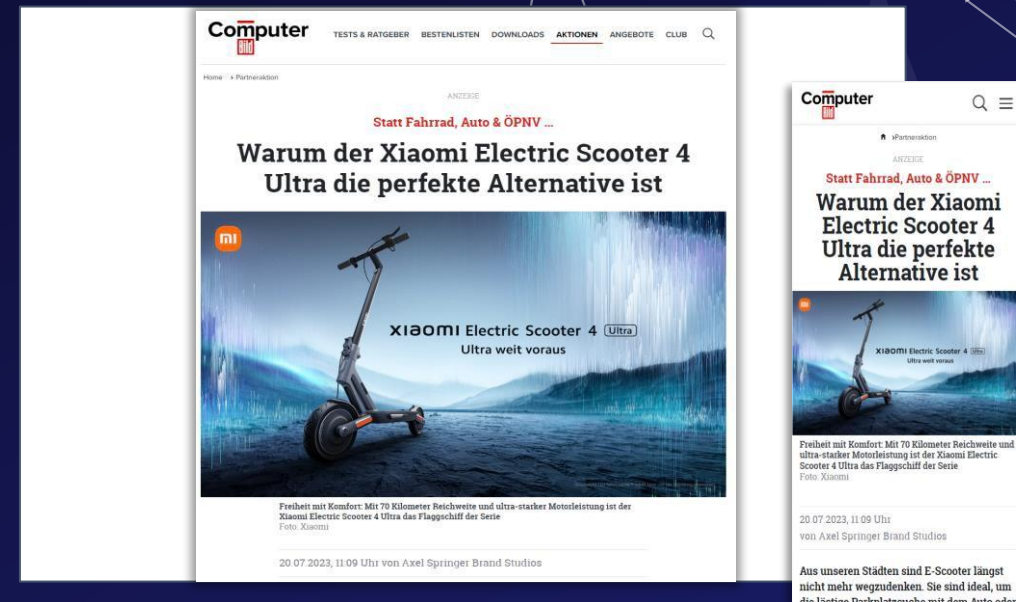 Computer
Bild
TESTS & RATGEBER BESTENLISTEN DOWNLOADS AKTIONEN ANGEBOTE CLUB
Home > Partneraktion
ANZEIGE
Statt Fahrrad, Auto & ÖPNV ...
Warum der Xiaomi Electric Scooter 4
Ultra die perfekte Alternative ist
mi
xiaomi Electric Scooter 4 Ultra
Ultra weit voraus
Freiheit mit Komfort: Mit 70 Kilometer Reichweite und ultra-starker Motorleistung ist der
Xiaomi Electric Scooter 4 Ultra das Flaggschiff der Serie
Foto: Xiaomi
20.07.2023, 11:09 Uhr von Axel Springer Brand Studios
Computer
Bild
>Partneraktion
ANZEIGE
Statt Fahrrad, Auto & ÖPNV ...
Warum der Xiaomi
Electric Scooter 4
Ultra die perfekte
Alternative ist
xiaomi Electric Scooter 4 Ultra
Ultra weit voraus
Freiheit mit Komfort: Mit 70 Kilometer Reichweite und
ultra-starker Motorleistung ist der Xiaomi Electric
Scooter 4 Ultra das Flaggschiff der Serie
Foto: Xiaomi
20.07.2023, 11:09 Uhr
von Axel Springer Brand Studios
Aus unseren Städten sind E-Scooter längst
nicht mehr wegzudenken. Sie sind ideal, um
die lästige Parkplatzsuche mit dem Auto oder